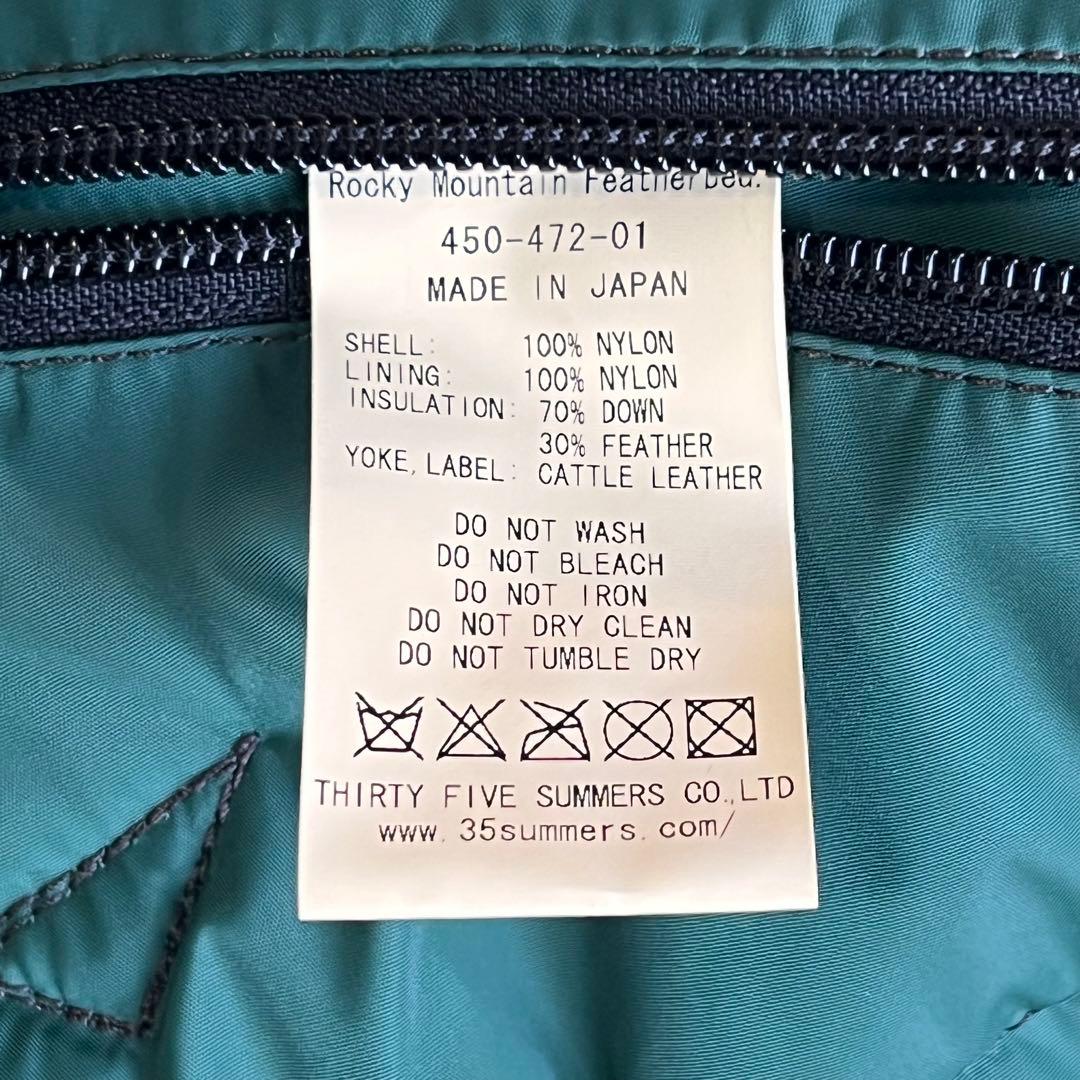 Rocky Mountain Featherbed.
450-472-01
MADE IN JAPAN
SHELL: 100% NYLON
LINING: 100% NYLON
INSULATION: 70% DOWN
30% FEATHER
YOKE, LABEL: CATTLE LEATHER
DO NOT WASH
DO NOT BLEACH
DO NOT IRON
DO NOT DRY CLEAN
DO NOT TUMBLE DRY
THIRTY FIVE SUMMERS CO.,LTD
www.35summers.com/